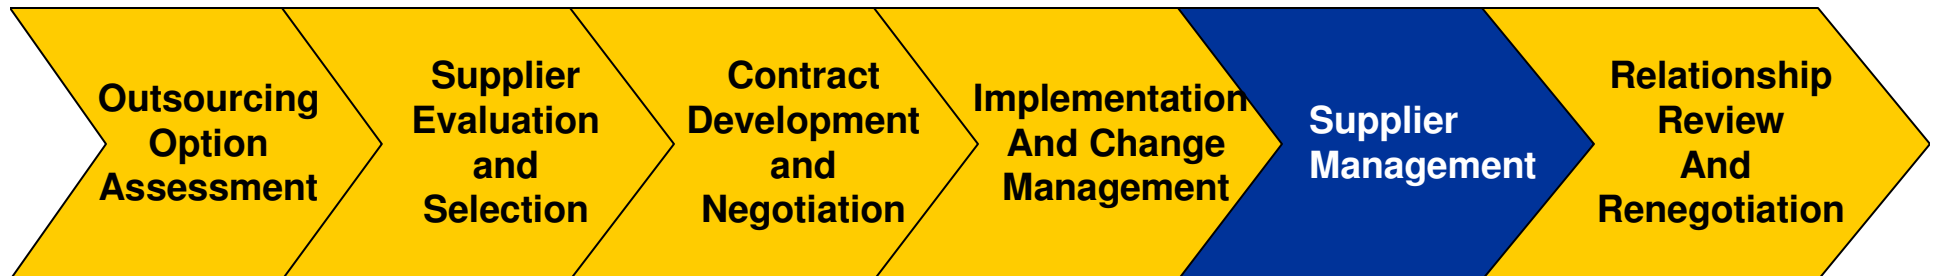 Outsourcing
Option
Assessment
Supplier
Evaluation
and
Selection
Contract
Development
and
Negotiation
Implementation
And Change
Management
Supplier
Management
Relationship
Review
And
Renegotiation